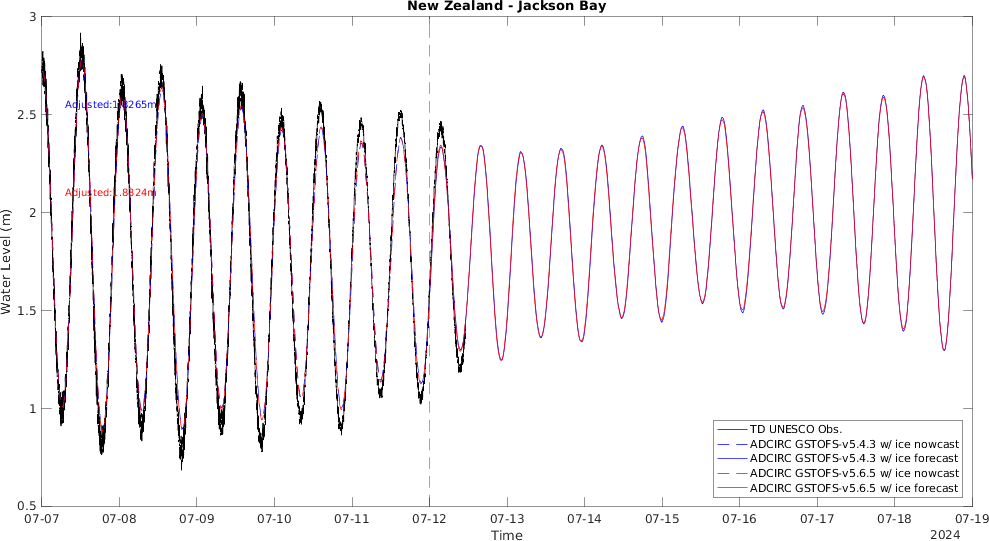 New Zealand - Jackson Bay
3
2.5
2
1.5
1
0.5
Water Level (m)
Adjusted:1.8265m
Adjusted:1.8324m
TD UNESCO Obs.
ADCIRC GSTOFS-v5.4.3 w/ ice nowcast
ADCIRC GSTOFS-v5.4.3 w/ ice forecast
ADCIRC GSTOFS-v5.6.5 w/ ice nowcast
ADCIRC GSTOFS-v5.6.5 w/ ice forecast
07-07 07-08 07-09 07-10 07-11 07-12 07-13 07-14 07-15 07-16 07-17 07-18 07-19
Time
2024